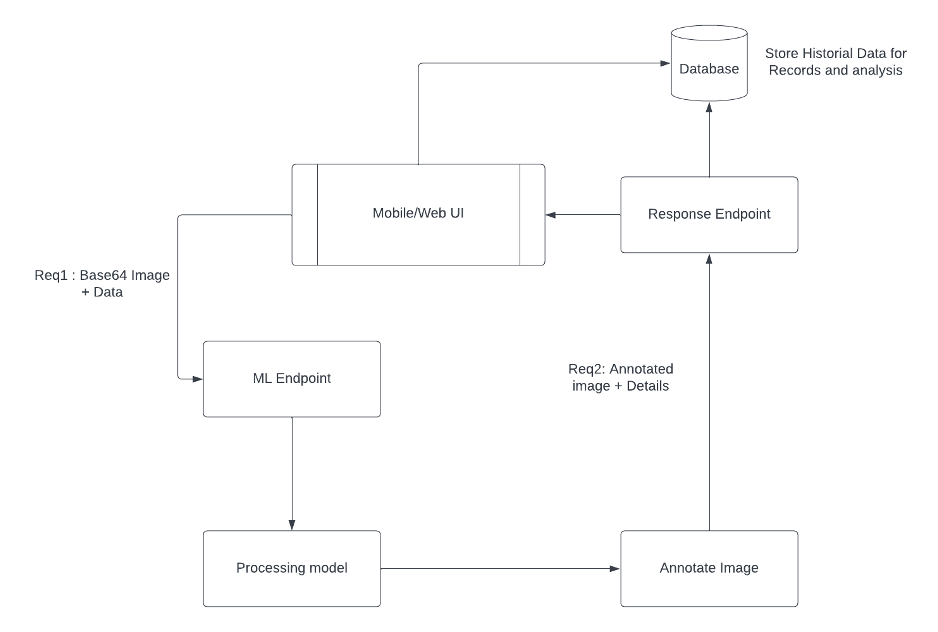 Database
Store Historial Data for
Records and analysis
Mobile/Web UI
Response Endpoint
Req1 : Base64 Image
+ Data
ML Endpoint
Req2: Annotated
image + Details
Processing model
Annotate Image